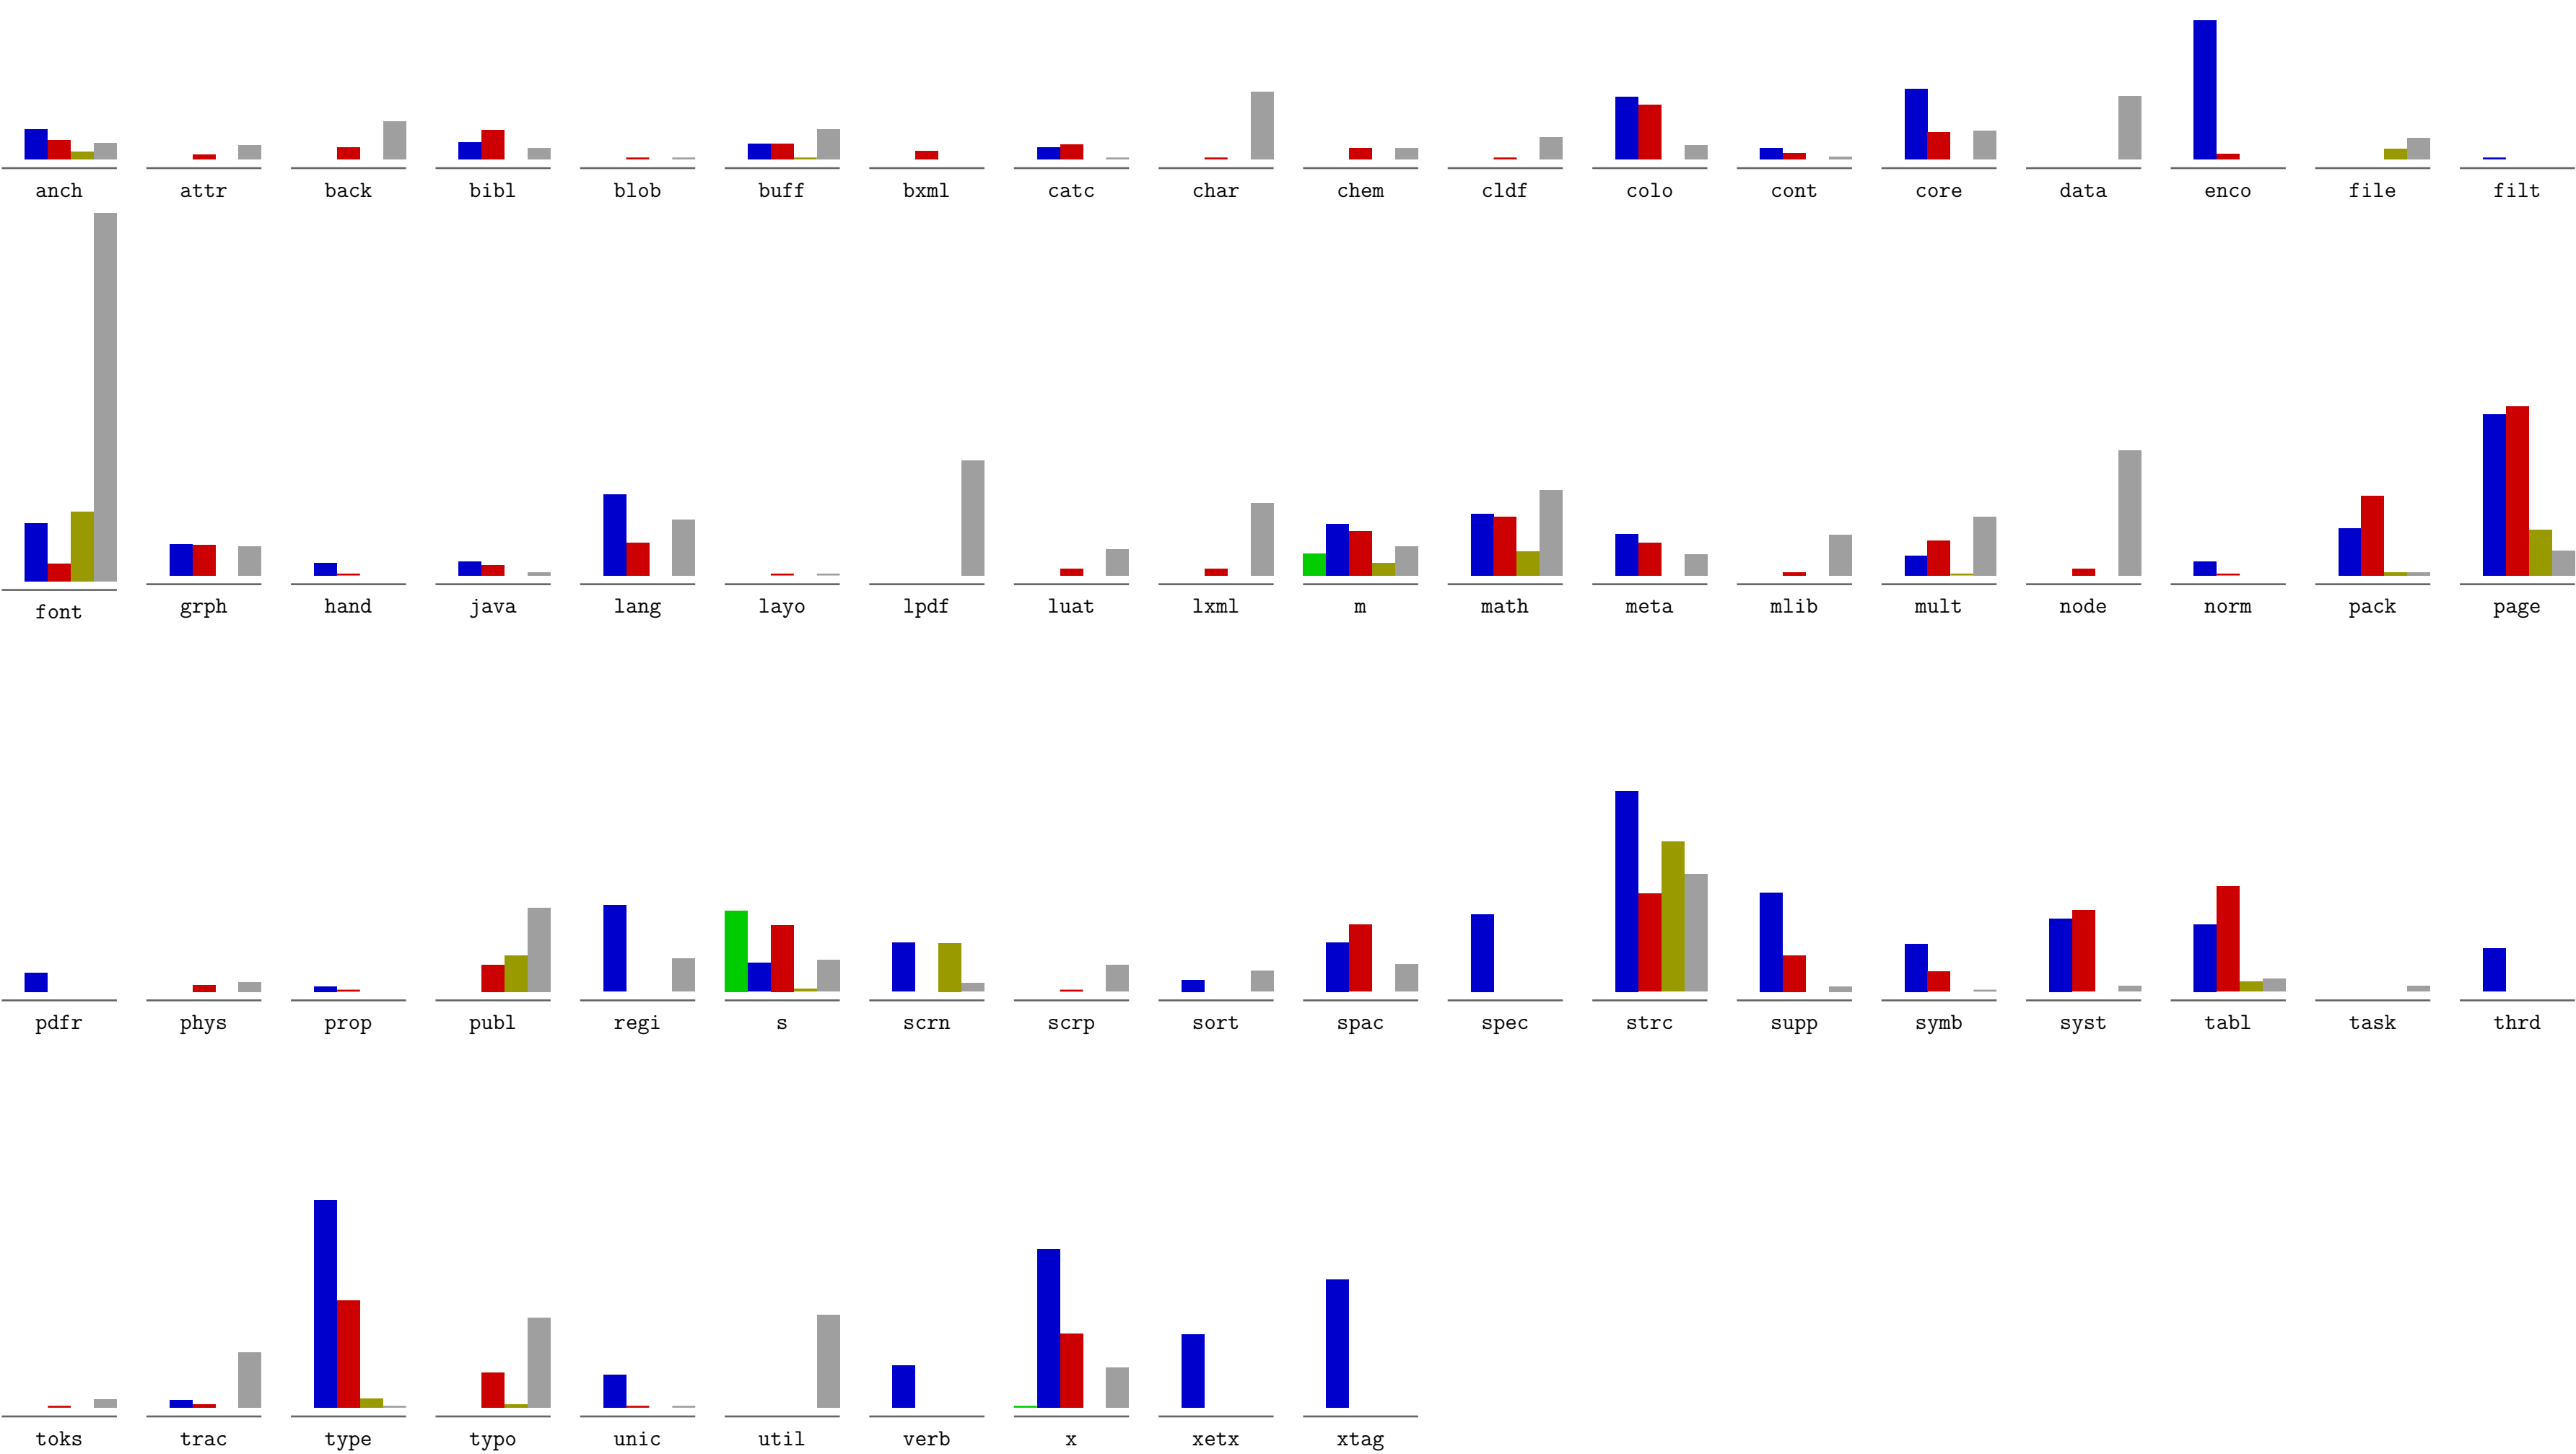 anch attr back bibl blob buff bxml catc char chem cldf colo cont core data enco file filt
font grph hand java lang layo lpdf luat lxml m math meta mlib mult node norm pack page
pdfr phys prop publ regi s scrn scrp sort spac spec strc supp symb syst tabl task thrd
toks trac type typo unic util verb x xetx xtag